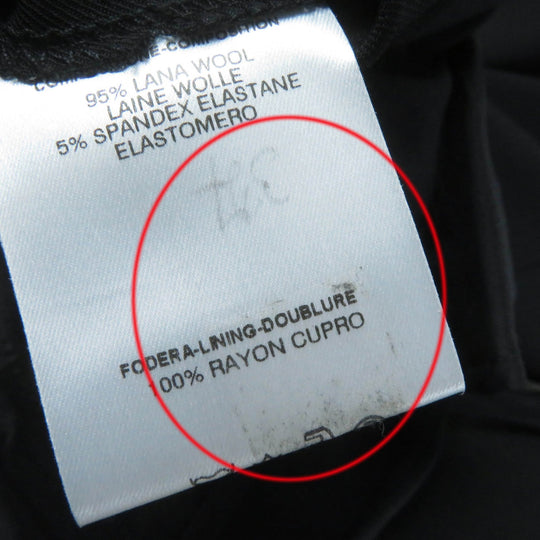 95% LANA WOOL
LAINE WOLLE
5% SPANDEX ELASTANE
ELASTOMERO
FODERA-LINING-DOUBLURE
100% RAYON CUPRO